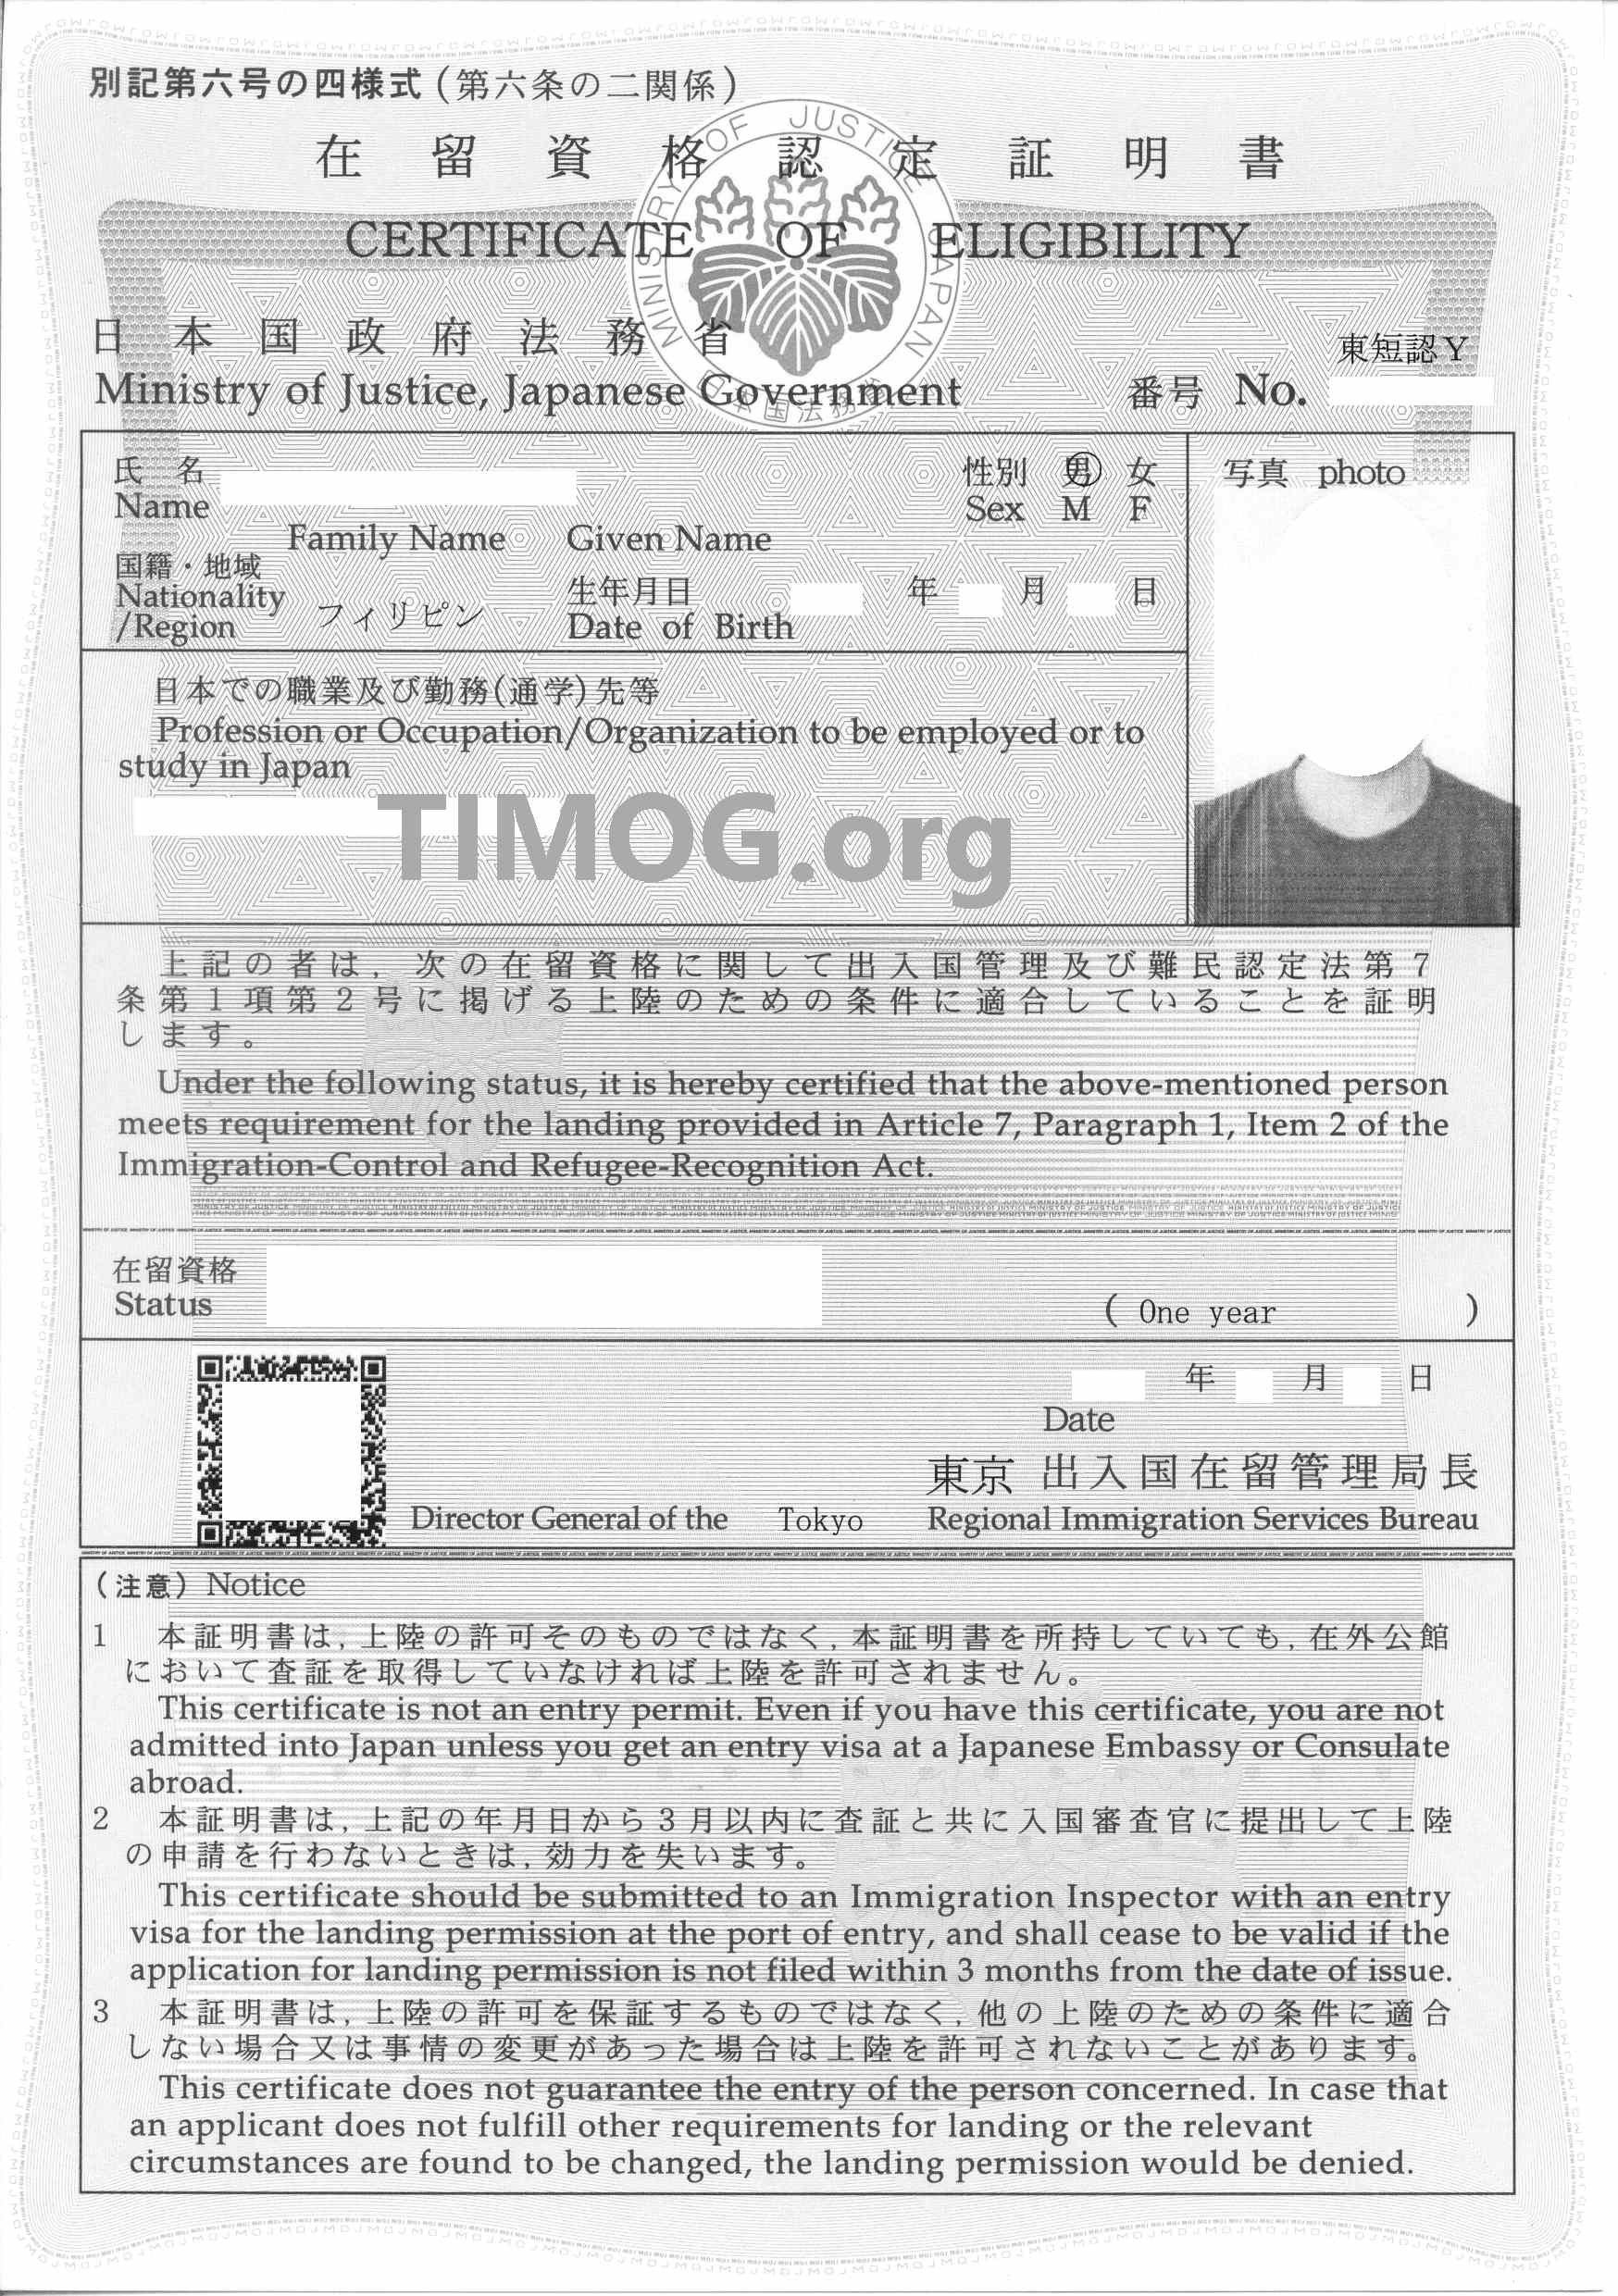 別記第六号の四様式(第六条の二関係)
在留資格認定証明書
CERTIFICATE OF ELIGIBILITY
MINISTRY OF JUSTICE JAPAN
日本国法務省
日本国政府法務省
東短認Y
Ministry of Justice, Japanese Government 番号 No.
氏名 性別 男 女 写真 photo
Name Sex M F
Family Name Given Name
国籍・地域 生年月日 年 月 日
Nationality フィリピン
/Region Date of Birth
日本での職業及び勤務(通学)先等
Profession or Occupation/Organization to be employed or to
study in Japan
TIMOG.org
上記の者は,次の在留資格に関して出入国管理及び難民認定法第7
条第1項第2号に掲げる上陸のための条件に適合していることを証明
します。
Under the following status, it is hereby certified that the above-mentioned person
meets requirement for the landing provided in Article 7, Paragraph 1, Item 2 of the
Immigration-Control and Refugee-Recognition Act.
在留資格
Status ( One year )
年 月 日
Date
東京 出入国在留管理局長
Director General of the Tokyo Regional Immigration Services Bureau
(注意) Notice
1 本証明書は,上陸の許可そのものではなく,本証明書を所持していても,在外公館
において査証を取得していなければ上陸を許可されません。
This certificate is not an entry permit. Even if you have this certificate, you are not
admitted into Japan unless you get an entry visa at a Japanese Embassy or Consulate
abroad.
2 本証明書は,上記の年月日から3月以内に査証と共に入国審査官に提出して上陸
の申請を行わないときは,効力を失います。
This certificate should be submitted to an Immigration Inspector with an entry
visa for the landing permission at the port of entry, and shall cease to be valid if the
application for landing permission is not filed within 3 months from the date of issue.
3 本証明書は,上陸の許可を保証するものではなく,他の上陸のための条件に適合
しない場合又は事情の変更があった場合は上陸を許可されないことがあります。
This certificate does not guarantee the entry of the person concerned. In case that
an applicant does not fulfill other requirements for landing or the relevant
circumstances are found to be changed, the landing permission would be denied.